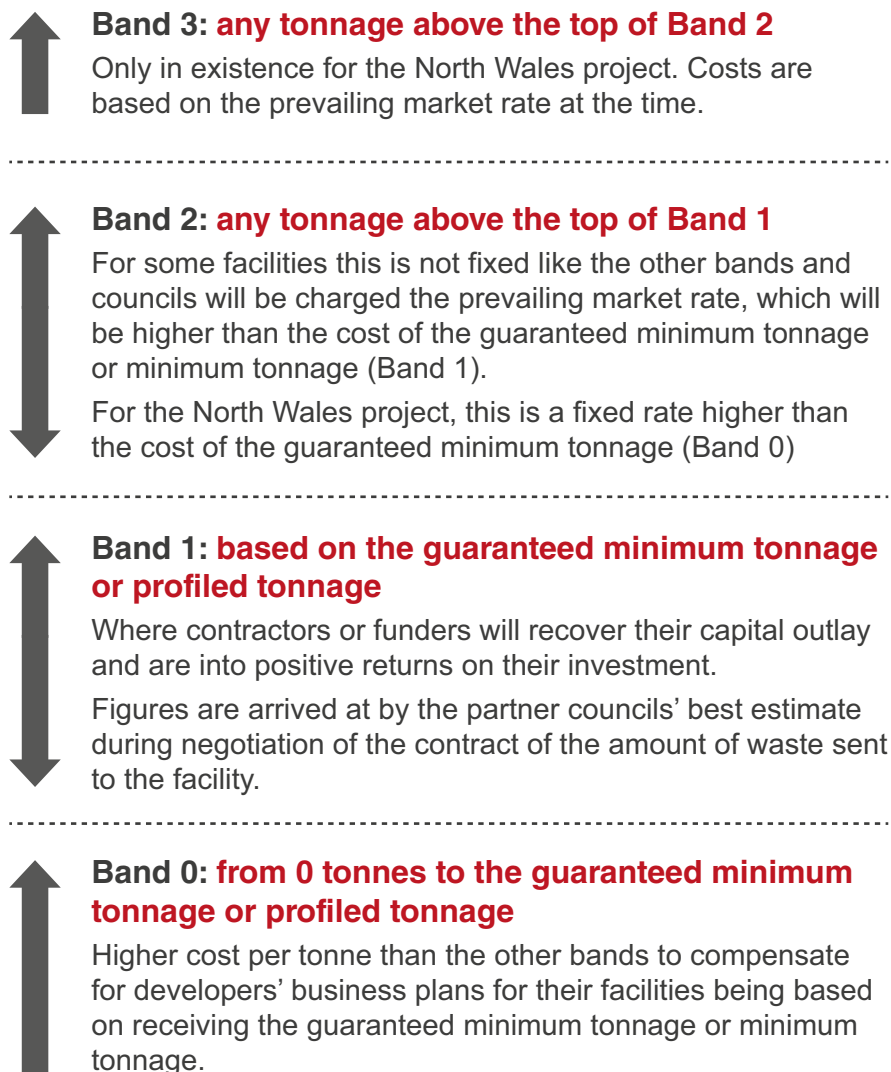 Band 3: any tonnage above the top of Band 2
Only in existence for the North Wales project. Costs are
based on the prevailing market rate at the time.
Band 2: any tonnage above the top of Band 1
For some facilities this is not fixed like the other bands and
councils will be charged the prevailing market rate, which will
be higher than the cost of the guaranteed minimum tonnage
or minimum tonnage (Band 1).
For the North Wales project, this is a fixed rate higher than
the cost of the guaranteed minimum tonnage (Band 0)
Band 1: based on the guaranteed minimum tonnage
or profiled tonnage
Where contractors or funders will recover their capital outlay
and are into positive returns on their investment.
Figures are arrived at by the partner councils’ best estimate
during negotiation of the contract of the amount of waste sent
to the facility.
Band 0: from 0 tonnes to the guaranteed minimum
tonnage or profiled tonnage
Higher cost per tonne than the other bands to compensate
for developers’ business plans for their facilities being based
on receiving the guaranteed minimum tonnage or minimum
tonnage.